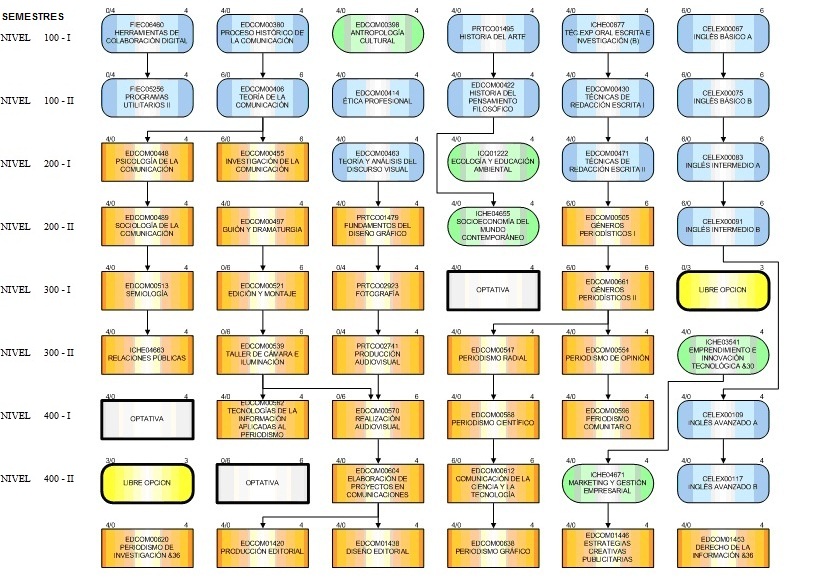 SEMESTRES
NIVEL 100 - I
4/0 4
FIEC06460
HERRAMIENTAS DE
COLABORACIÓN DIGITAL
6/0 6
EDCOM00380
PROCESO HISTÓRICO DE
LA COMUNICACIÓN
4/0 4
EDCOM00398
ANTROPOLOGÍA
CULTURAL
4/0 4
PRTCO01495
HISTORIA DEL ARTE
4/0 4
ICHE00877
TÉC.EXP ORAL ESCRITA E
INVESTIGACIÓN (B)
6/0 6
CELEX00067
INGLÉS BÁSICO A
NIVEL 100 - II
0/4 4
FIEC05256
PROGRAMAS
UTILITARIOS II
6/0 6
EDCOM00406
TEORÍA DE LA
COMUNICACIÓN
4/0 4
EDCOM00414
ÉTICA PROFESIONAL
4/0 4
EDCOM00422
HISTORIA DEL
PENSAMIENTO
FILOSÓFICO
4/0 4
EDCOM00430
TÉCNICAS DE
REDACCIÓN ESCRITA I
6/0 6
CELEX00075
INGLÉS BÁSICO B
NIVEL 200 - I
4/0 4
EDCOM00448
PSICOLOGÍA DE LA
COMUNICACIÓN
6/0 6
EDCOM00455
INVESTIGACIÓN DE LA
COMUNICACIÓN
4/0 4
EDCOM00463
TEORÍA Y ANÁLISIS DEL
DISCURSO VISUAL
4/0 4
ICQ01222
ECOLOGÍA Y EDUCACIÓN
AMBIENTAL
4/0 4
EDCOM00471
TÉCNICAS DE
REDACCIÓN ESCRITA II
6/0 6
CELEX00083
INGLÉS INTERMEDIO A
NIVEL 200 - II
4/0 4
EDCOM00489
SOCIOLOGÍA DE LA
COMUNICACIÓN
4/0 4
EDCOM00497
GUIÓN Y DRAMATURGIA
4/0 4
PRTCO01479
FUNDAMENTOS DEL
DISEÑO GRÁFICO
4/0 4
ICHE04655
SOCIOECONOMÍA DEL
MUNDO
CONTEMPORÁNEO
6/0 6
EDCOM00505
GÉNEROS
PERIODÍSTICOS I
6/0 6
CELEX00091
INGLÉS INTERMEDIO B
NIVEL 300 - I
4/0 4
EDCOM00513
SEMIOLOGÍA
0/6 6
EDCOM00521
EDICIÓN Y MONTAJE
0/4 4
PRTCO02923
FOTOGRAFÍA
4/0 4
OPTATIVA
6/0 6
EDCOM00661
GÉNEROS
PERIODÍSTICOS II
0/3 3
LIBRE OPCION
NIVEL 300 - II
4/0 4
ICHE04663
RELACIONES PÚBLICAS
0/6 6
EDCOM00539
TALLER DE CÁMARA E
ILUMINACIÓN
0/4 4
PRTCO02741
PRODUCCIÓN
AUDIOVISUAL
4/0 4
EDCOM00547
PERIODISMO RADIAL
4/0 4
EDCOM00554
PERIODISMO DE OPINIÓN
4/0 4
ICHE03541
EMPRENDIMIENTO E
INNOVACIÓN
TECNOLÓGICA &30
NIVEL 400 - I
4/0 4
OPTATIVA
4
EDCOM00562
TECNOLOGÍAS DE LA
INFORMACIÓN
APLICADAS AL
PERIODISMO
0/6 6
EDCOM00570
REALIZACIÓN
AUDIOVISUAL
4/0 4
EDCOM00588
PERIODISMO CIENTÍFICO
4/0 4
EDCOM00596
PERIODISMO
COMUNITARIO
4/0 4
CELEX00109
INGLÉS AVANZADO A
NIVEL 400 - II
3/0 3
LIBRE OPCION
0/6 6
OPTATIVA
4/0 4
EDCOM00604
ELABORACIÓN DE
PROYECTOS EN
COMUNICACIONES
6/0 6
EDCOM00612
COMUNICACIÓN DE LA
CIENCIA Y LA
TECNOLOGÍA
4/0 4
ICHE04671
MARKETING Y GESTIÓN
EMPRESARIAL
4/0 4
CELEX00117
INGLÉS AVANZADO B
4/0 4
EDCOM00620
PERIODISMO DE
INVESTIGACIÓN &36
0/6 6
EDCOM01420
PRODUCCIÓN EDITORIAL
0/4 4
EDCOM01438
DISEÑO EDITORIAL
4/0 4
EDCOM00638
PERIODISMO GRÁFICO
4/0 4
EDCOM01446
ESTRATEGIAS
CREATIVAS
PUBLICITARIAS
4/0 4
EDCOM01453
DERECHO DE LA
INFORMACIÓN &36